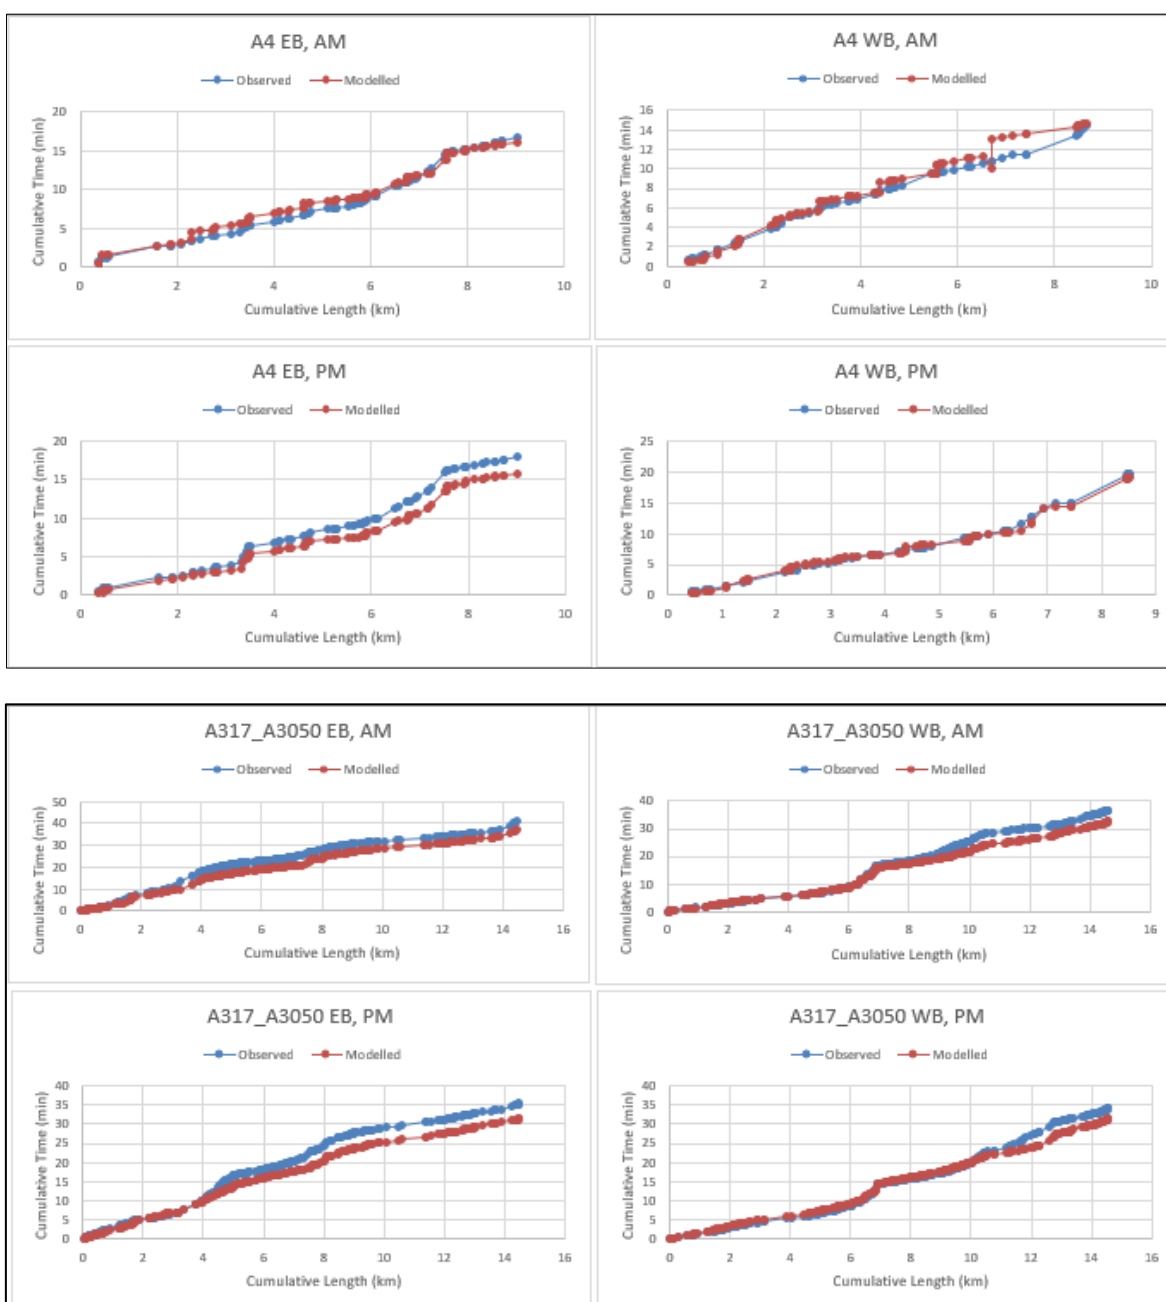 A4 EB, AM
Observed Modelled
Cumulative Time (min)
20
15
10
5
0
0 2 4 6 8 10
Cumulative Length (km)
A4 WB, AM
Observed Modelled
Cumulative Time (min)
16
14
12
10
8
6
4
2
0
0 2 4 6 8 10
Cumulative Length (km)
A4 EB, PM
Observed Modelled
Cumulative Time (min)
20
15
10
5
0
0 2 4 6 8 10
Cumulative Length (km)
A4 WB, PM
Observed Modelled
Cumulative Time (min)
25
20
15
10
5
0
0 1 2 3 4 5 6 7 8 9
Cumulative Length (km)
A317_A3050 EB, AM
Observed Modelled
Cumulative Time (min)
50
40
30
20
10
0
0 2 4 6 8 10 12 14 16
Cumulative Length (km)
A317_A3050 WB, AM
Observed Modelled
Cumulative Time (min)
40
30
20
10
0
0 2 4 6 8 10 12 14 16
Cumulative Length (km)
A317_A3050 EB, PM
Observed Modelled
Cumulative Time (min)
40
35
30
25
20
15
10
5
0
0 2 4 6 8 10 12 14 16
Cumulative Length (km)
A317_A3050 WB, PM
Observed Modelled
Cumulative Time (min)
40
35
30
25
20
15
10
5
0
0 2 4 6 8 10 12 14 16
Cumulative Length (km)